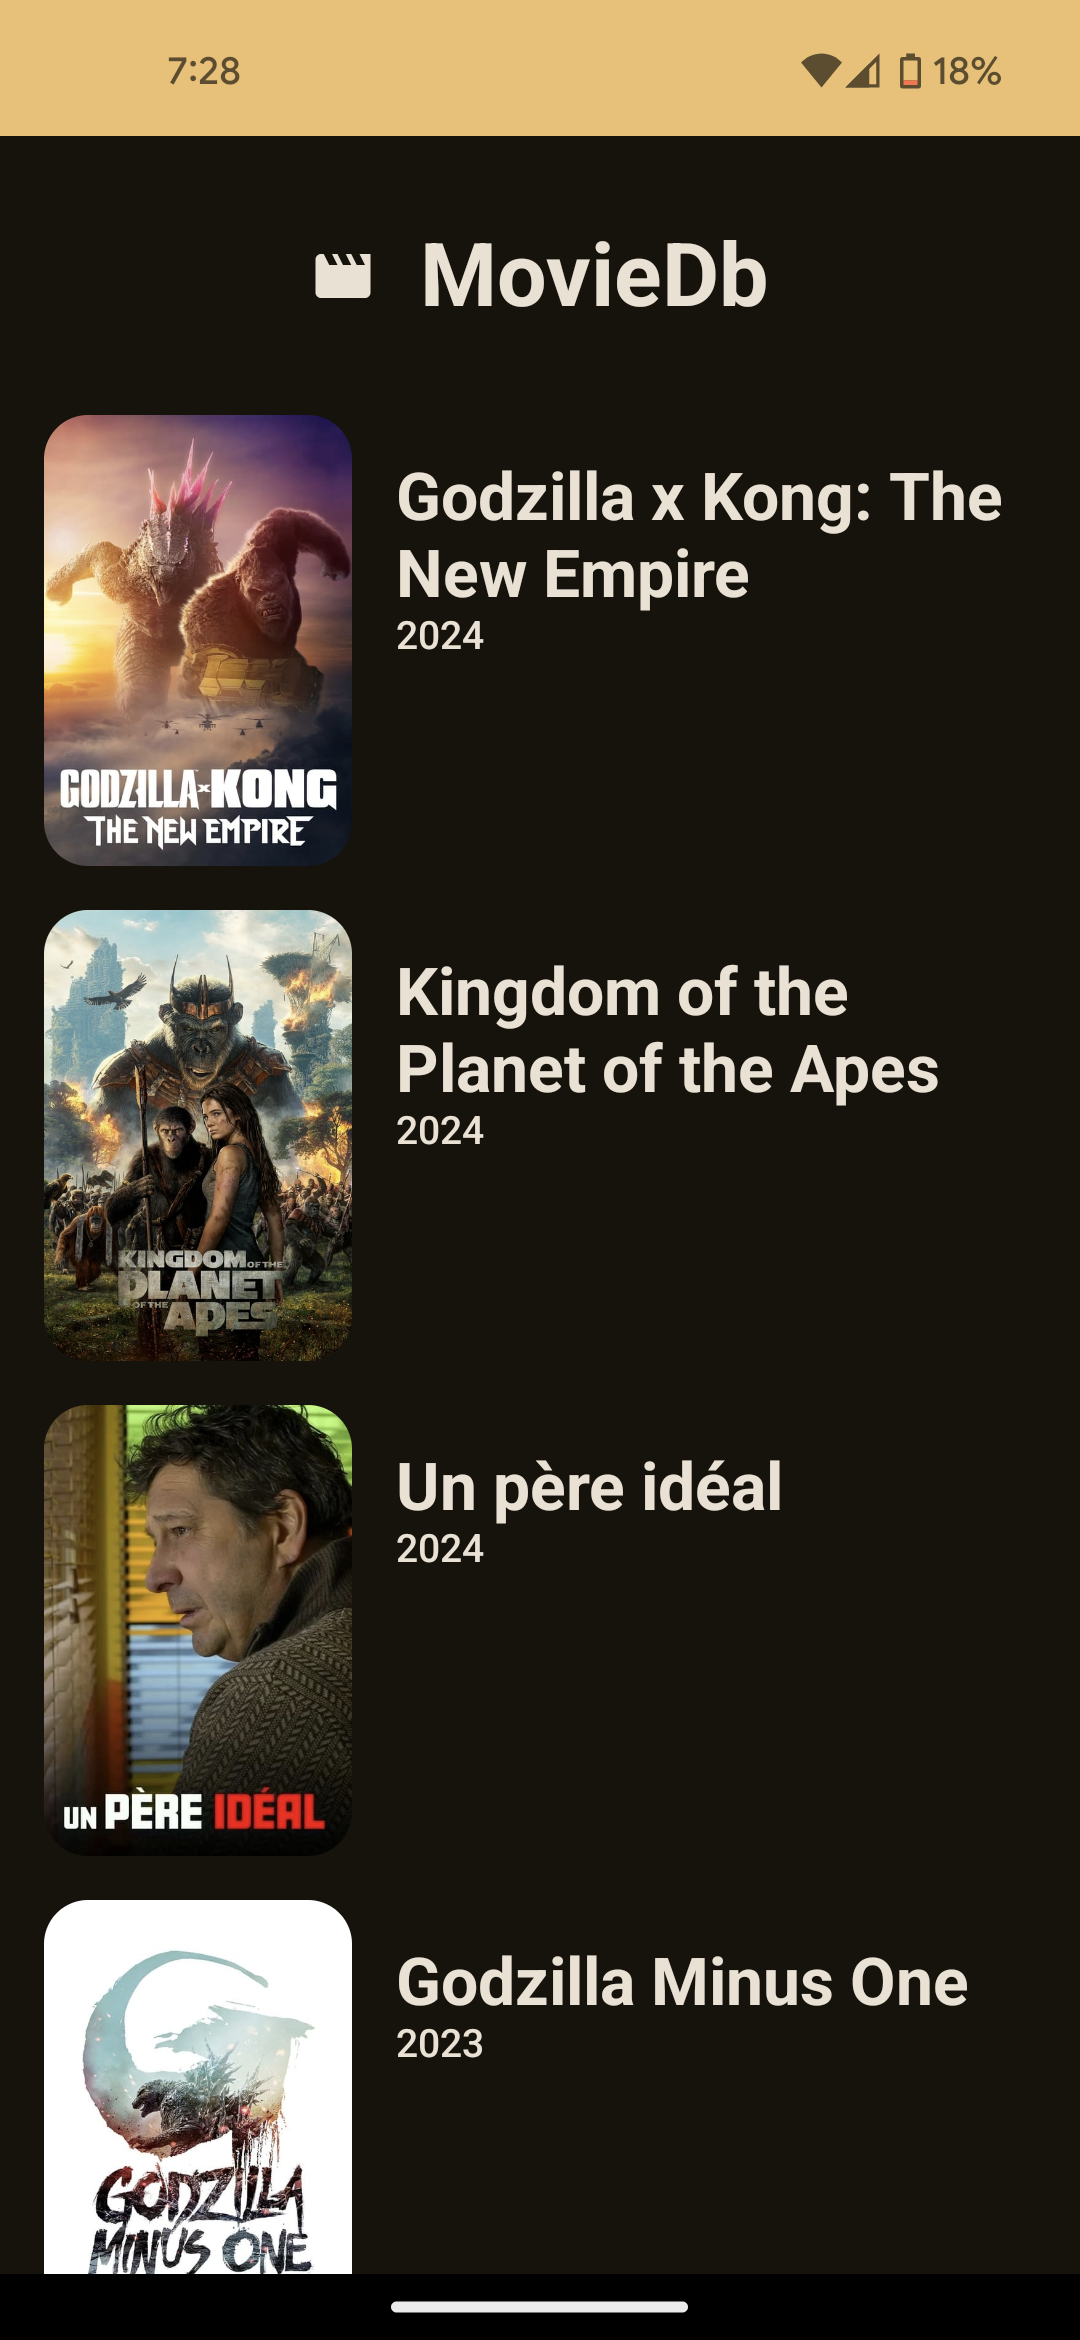 7:28 18%
MovieDb
GODZILLA x KONG
THE NEW EMPIRE
Godzilla x Kong: The
New Empire
2024
KINGDOM OF THE
PLANET
OF THE APES
Kingdom of the
Planet of the Apes
2024
UN PÈRE IDÉAL
Un père idéal
2024
GODZILLA
MINUS ONE
Godzilla Minus One
2023